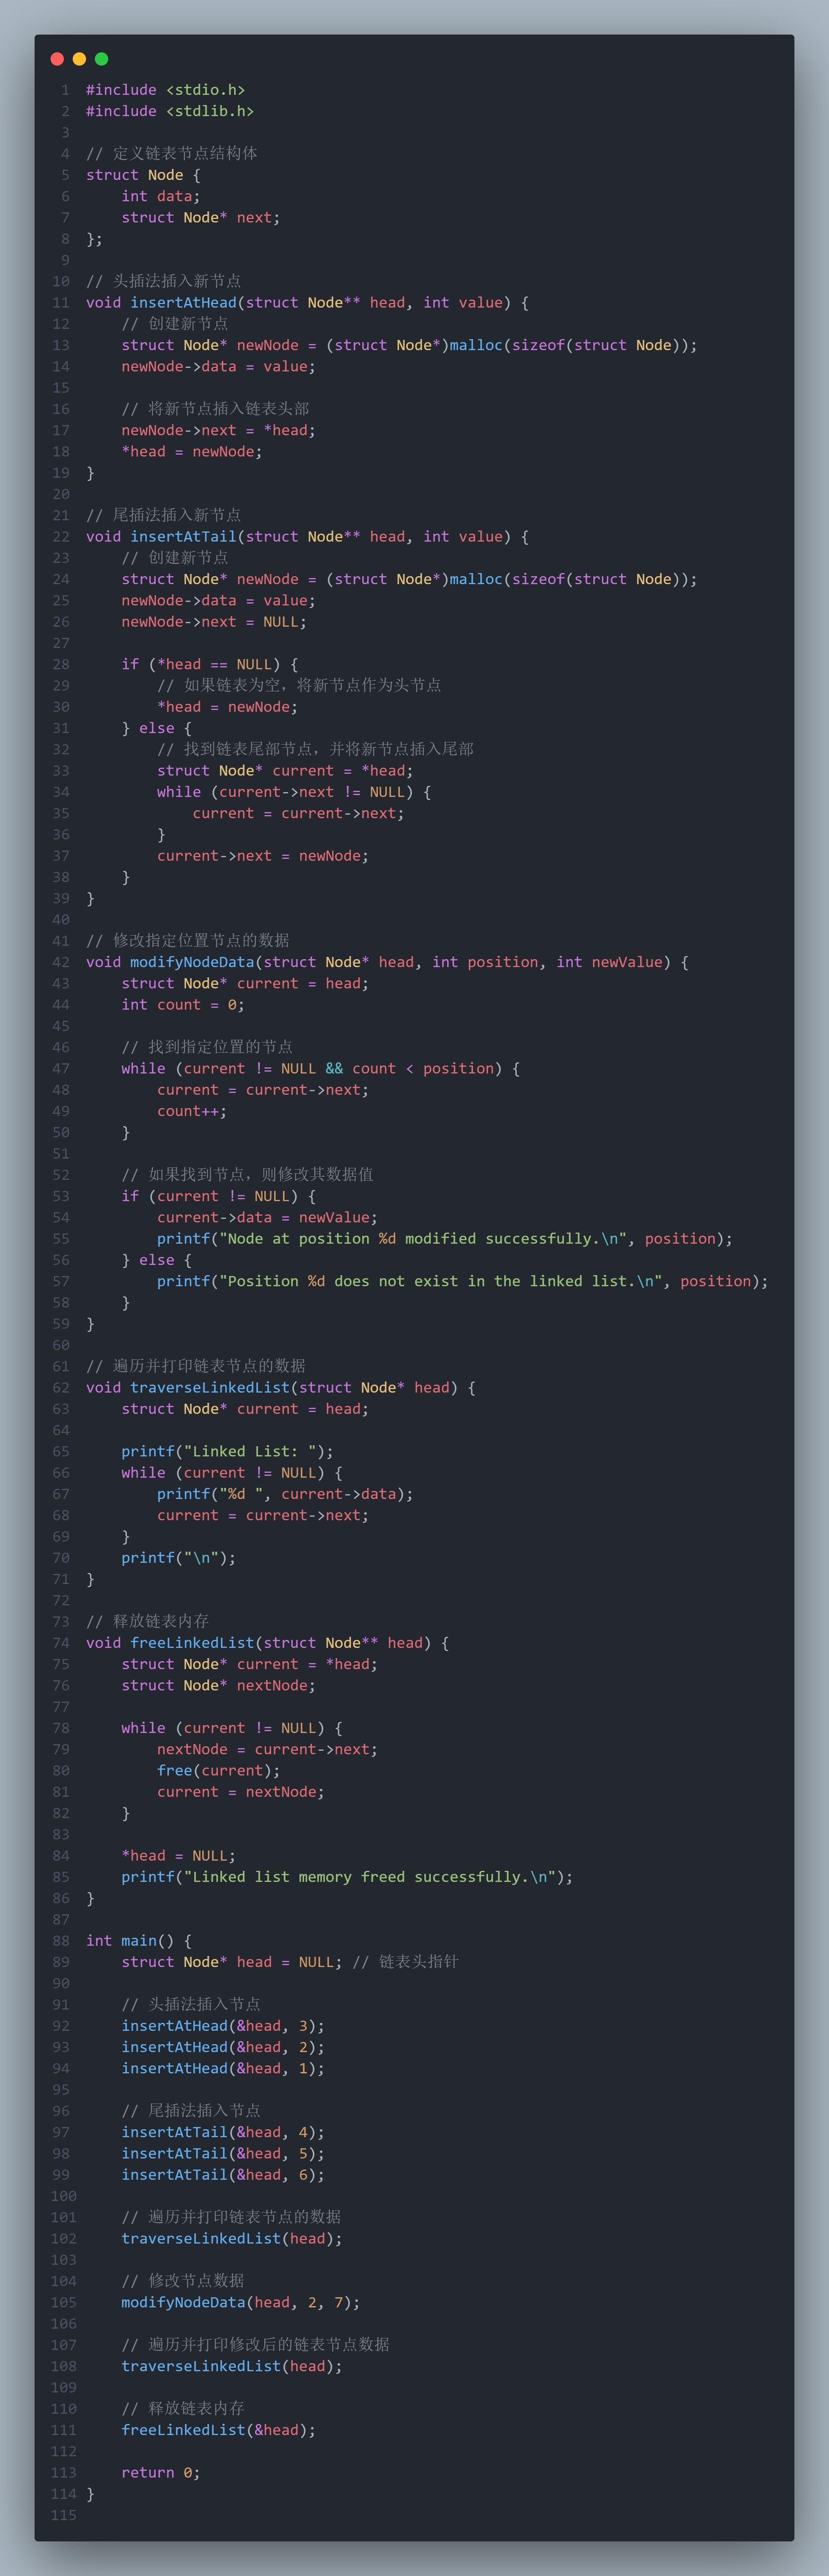 1 #include <stdio.h>
2 #include <stdlib.h>
3
4 // 定义链表节点结构体
5 struct Node {
6     int data;
7     struct Node* next;
8 };
9
10 // 头插法插入新节点
11 void insertAtHead(struct Node** head, int value) {
12     // 创建新节点
13     struct Node* newNode = (struct Node*)malloc(sizeof(struct Node));
14     newNode->data = value;
15
16     // 将新节点插入链表头部
17     newNode->next = *head;
18     *head = newNode;
19 }
20
21 // 尾插法插入新节点
22 void insertAtTail(struct Node** head, int value) {
23     // 创建新节点
24     struct Node* newNode = (struct Node*)malloc(sizeof(struct Node));
25     newNode->data = value;
26     newNode->next = NULL;
27
28     if (*head == NULL) {
29         // 如果链表为空，将新节点作为头节点
30         *head = newNode;
31     } else {
32         // 找到链表尾部节点，并将新节点插入尾部
33         struct Node* current = *head;
34         while (current->next != NULL) {
35             current = current->next;
36         }
37         current->next = newNode;
38     }
39 }
40
41 // 修改指定位置节点的数据
42 void modifyNodeData(struct Node* head, int position, int newValue) {
43     struct Node* current = head;
44     int count = 0;
45
46     // 找到指定位置的节点
47     while (current != NULL && count < position) {
48         current = current->next;
49         count++;
50     }
51
52     // 如果找到节点，则修改其数据值
53     if (current != NULL) {
54         current->data = newValue;
55         printf("Node at position %d modified successfully.\n", position);
56     } else {
57         printf("Position %d does not exist in the linked list.\n", position);
58     }
59 }
60
61 // 遍历并打印链表节点的数据
62 void traverseLinkedList(struct Node* head) {
63     struct Node* current = head;
64
65     printf("Linked List: ");
66     while (current != NULL) {
67         printf("%d ", current->data);
68         current = current->next;
69     }
70     printf("\n");
71 }
72
73 // 释放链表内存
74 void freeLinkedList(struct Node** head) {
75     struct Node* current = *head;
76     struct Node* nextNode;
77
78     while (current != NULL) {
79         nextNode = current->next;
80         free(current);
81         current = nextNode;
82     }
83
84     *head = NULL;
85     printf("Linked list memory freed successfully.\n");
86 }
87
88 int main() {
89     struct Node* head = NULL; // 链表头指针
90
91     // 头插法插入节点
92     insertAtHead(&head, 3);
93     insertAtHead(&head, 2);
94     insertAtHead(&head, 1);
95
96     // 尾插法插入节点
97     insertAtTail(&head, 4);
98     insertAtTail(&head, 5);
99     insertAtTail(&head, 6);
100
101     // 遍历并打印链表节点的数据
102     traverseLinkedList(head);
103
104     // 修改节点数据
105     modifyNodeData(head, 2, 7);
106
107     // 遍历并打印修改后的链表节点数据
108     traverseLinkedList(head);
109
110     // 释放链表内存
111     freeLinkedList(&head);
112
113     return 0;
114 }
115